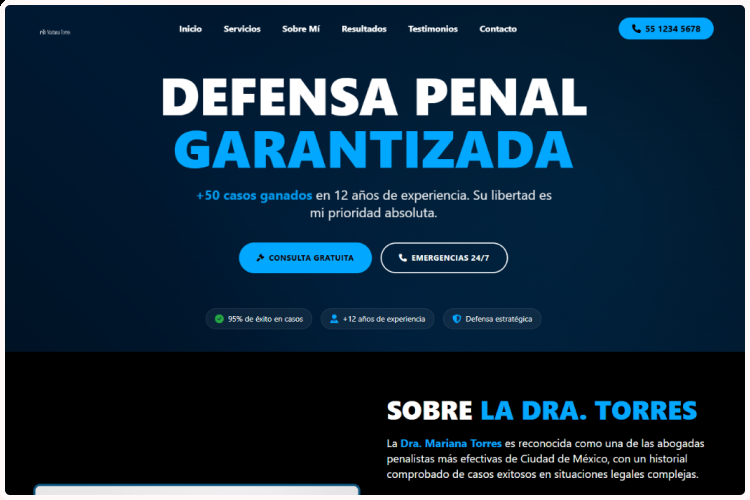 Inicio Servicios Sobre Mí Resultados Testimonios Contacto 55 1234 5678
DEFENSA PENAL
GARANTIZADA
+50 casos ganados en 12 años de experiencia. Su libertad es
mi prioridad absoluta.
CONSULTA GRATUITA EMERGENCIAS 24/7
95% de éxito en casos +12 años de experiencia Defensa estratégica
SOBRE LA DRA. TORRES
La Dra. Mariana Torres es reconocida como una de las abogadas
penalistas más efectivas de Ciudad de México, con un historial
comprobado de casos exitosos en situaciones legales complejas.